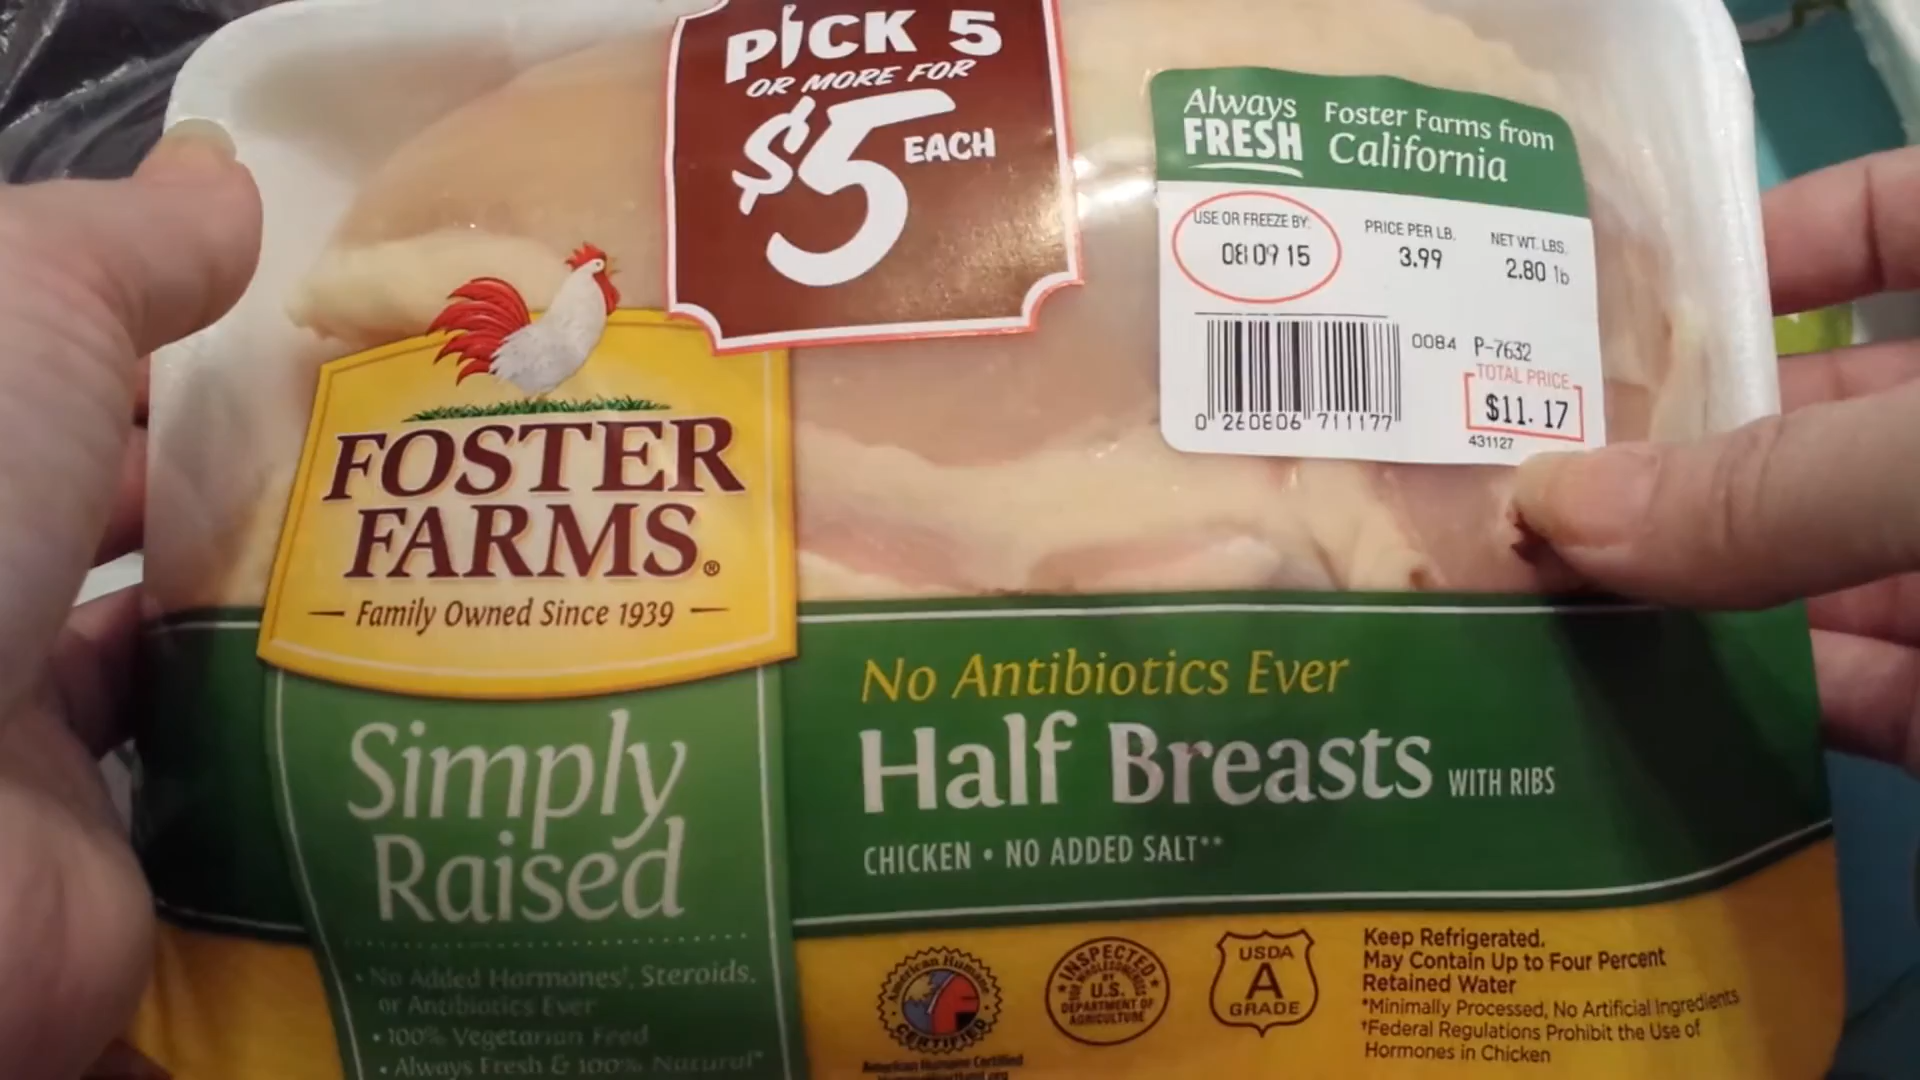 PICK 5
OR MORE FOR
$5 EACH
Always
FRESH
Foster Farms from
California
USE OR FREEZE BY:
08 09 15
PRICE PER LB.
3.99
NET WT. LBS.
2.80 lb
0084 P-7632
TOTAL PRICE
$11.17
0 260806 711177
431127
FOSTER
FARMS®
Family Owned Since 1939
Simply
Raised
• No Added Hormones†, Steroids,
or Antibiotics Ever
• 100% Vegetarian Feed
• Always Fresh & 100% Natural*
No Antibiotics Ever
Half Breasts WITH RIBS
CHICKEN • NO ADDED SALT**
American Humane
CERTIFIED
American Humane Certified
INSPECTED
FOR WHOLESOMENESS
BY
U.S.
DEPARTMENT OF
AGRICULTURE
USDA
A
GRADE
Keep Refrigerated.
May Contain Up to Four Percent
Retained Water
*Minimally Processed, No Artificial Ingredients
†Federal Regulations Prohibit the Use of
Hormones in Chicken